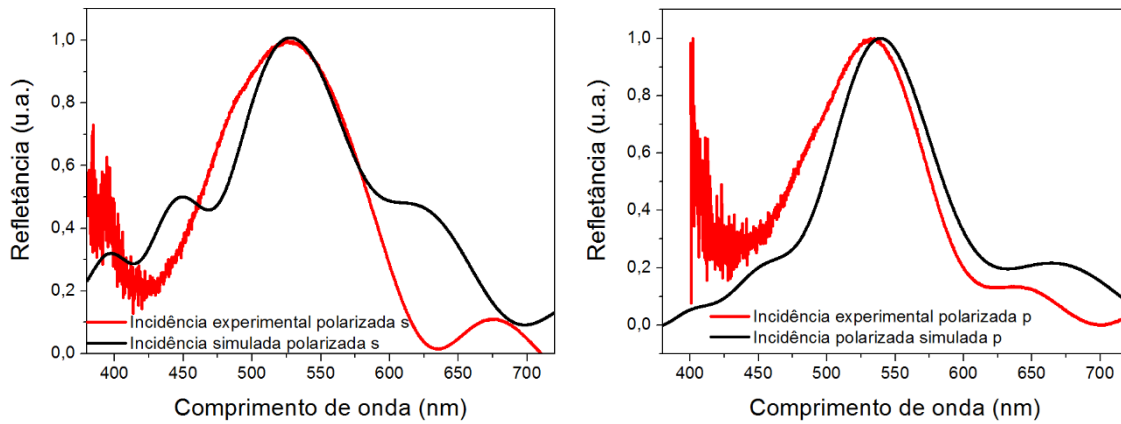 1,0
0,8
0,6
0,4
0,2
0,0
Refletância (u.a.)
Incidência experimental polarizada s
Incidência simulada polarizada s
400 450 500 550 600 650 700
Comprimento de onda (nm)
1,0
0,8
0,6
0,4
0,2
0,0
Refletância (u.a.)
Incidência experimental polarizada p
Incidência polarizada simulada p
400 450 500 550 600 650 700
Comprimento de onda (nm)